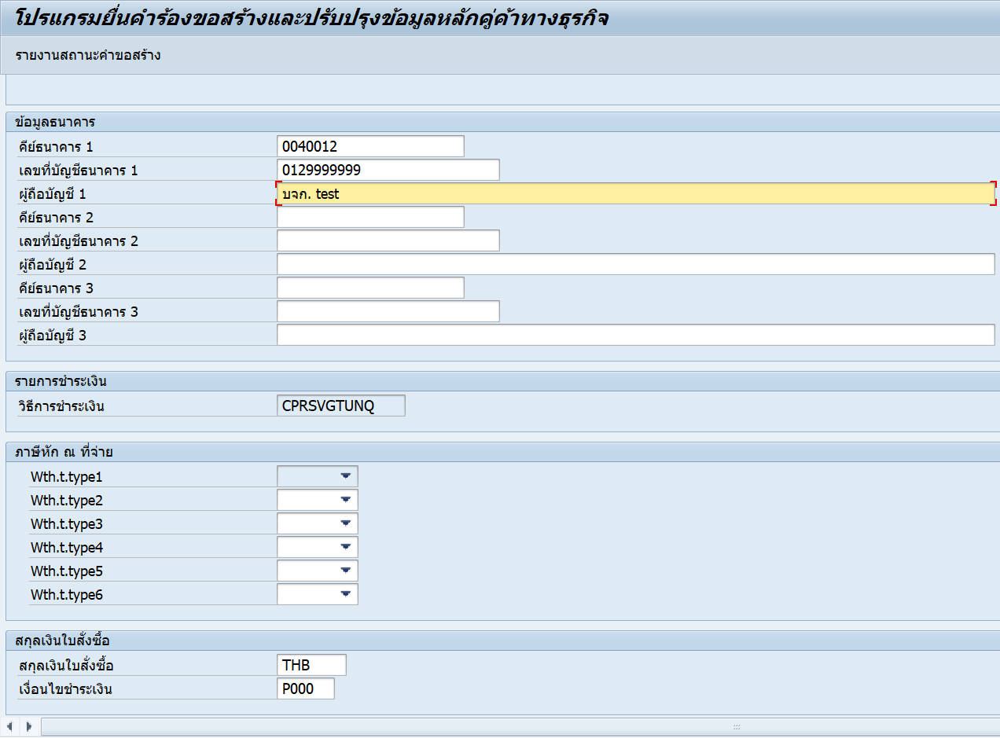 โปรแกรมยื่นคำร้องขอสร้างและปรับปรุงข้อมูลหลักคู่ค้าทางธุรกิจ
รายงานสถานะคำขอสร้าง
ข้อมูลธนาคาร
คีย์ธนาคาร 1 0040012
เลขที่บัญชีธนาคาร 1 0129999999
ผู้ถือบัญชี 1 บจก. test
คีย์ธนาคาร 2
เลขที่บัญชีธนาคาร 2
ผู้ถือบัญชี 2
คีย์ธนาคาร 3
เลขที่บัญชีธนาคาร 3
ผู้ถือบัญชี 3
รายการชำระเงิน
วิธีการชำระเงิน CPRSVGTUNQ
ภาษีหัก ณ ที่จ่าย
Wth.t.type1
Wth.t.type2
Wth.t.type3
Wth.t.type4
Wth.t.type5
Wth.t.type6
สกุลเงินใบสั่งซื้อ
สกุลเงินใบสั่งซื้อ THB
เงื่อนไขชำระเงิน P000